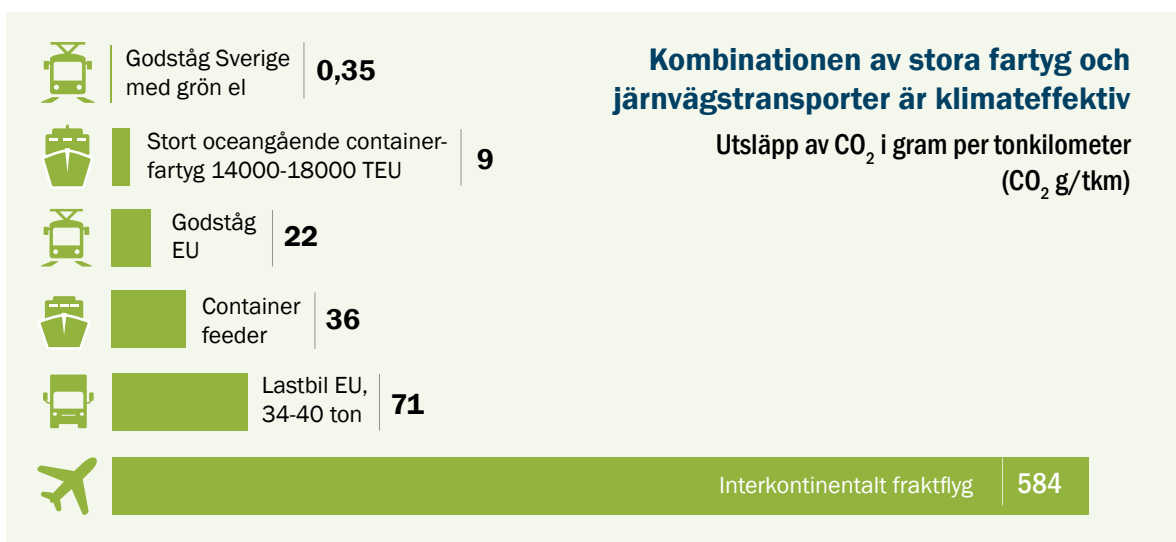 Kombinationen av stora fartyg och
järnvägstransporter är klimateffektiv
Utsläpp av CO₂ i gram per tonkilometer
(CO₂ g/tkm)
Godståg Sverige
med grön el
0,35
Stort oceangående container-
fartyg 14000-18000 TEU
9
Godståg
EU
22
Container
feeder
36
Lastbil EU,
34-40 ton
71
Interkontinentalt fraktflyg
584